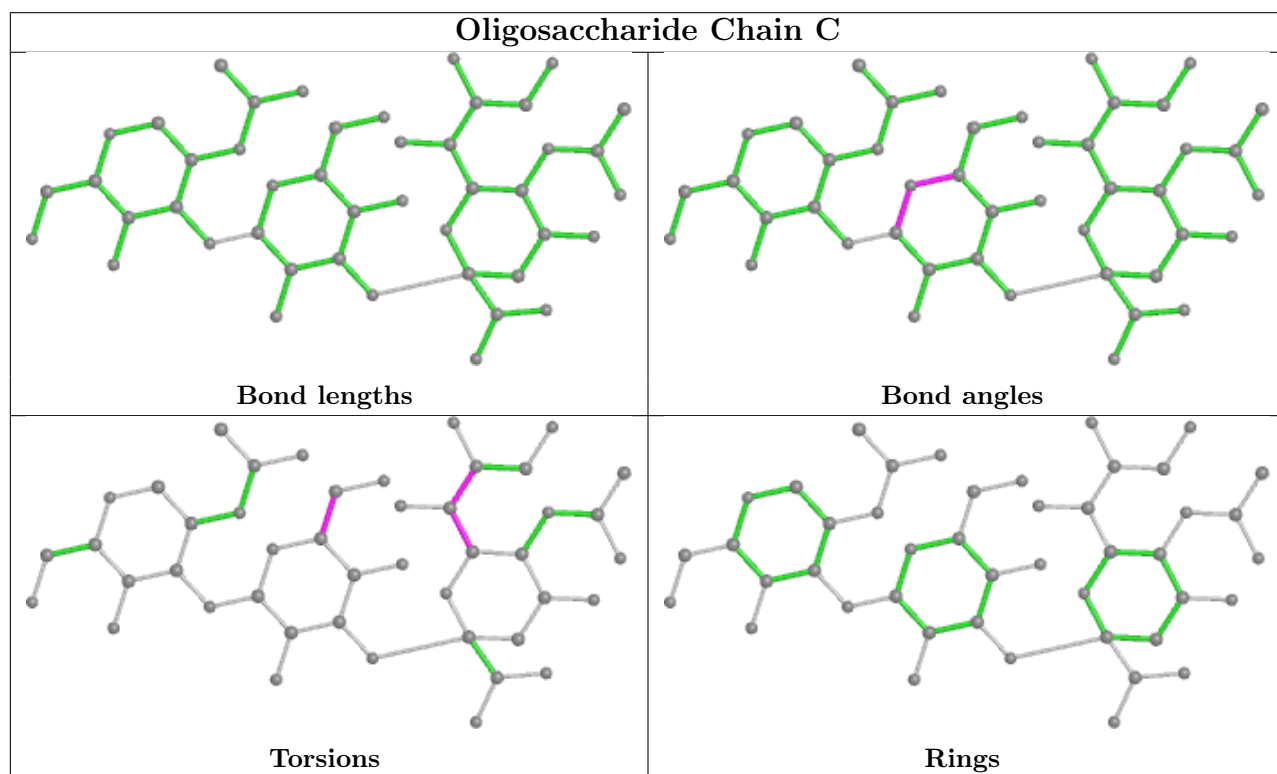 Oligosaccharide Chain C
Bond lengths
Bond angles
Torsions
Rings